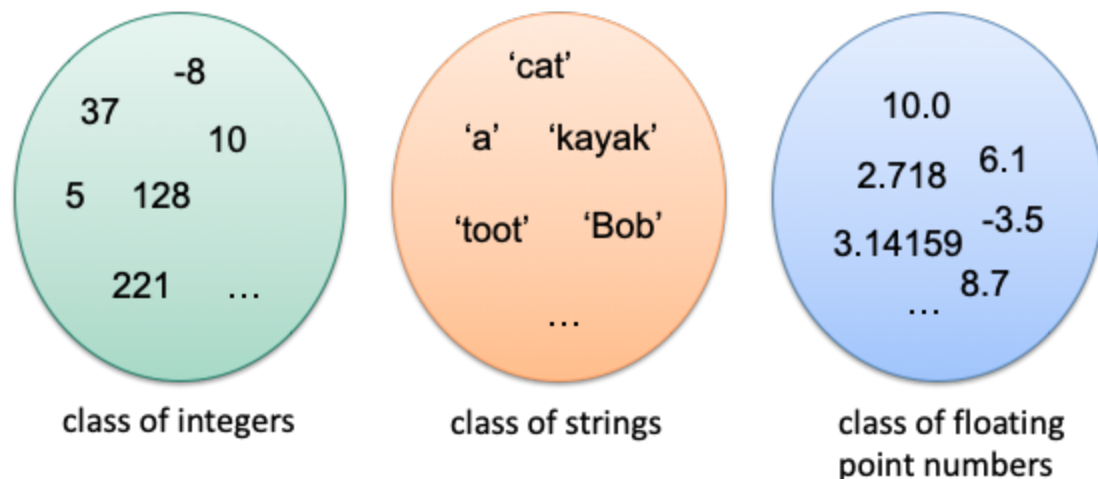 -8
37
10
5 128
221 …
class of integers
‘cat’
‘a’ ‘kayak’
‘toot’ ‘Bob’
…
class of strings
10.0
6.1
2.718
-3.5
3.14159
8.7
…
class of floating
point numbers